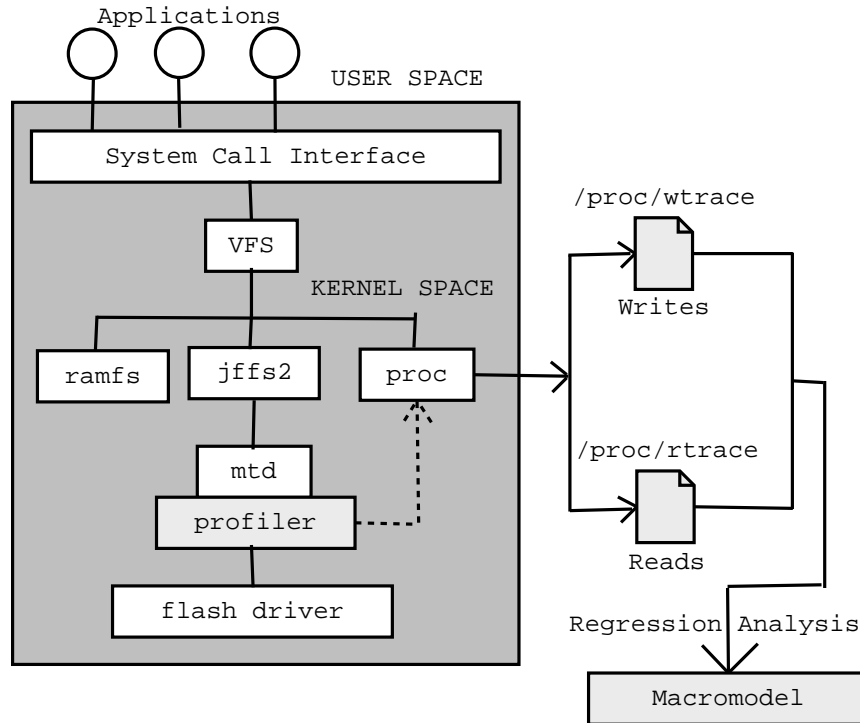 Applications
USER SPACE
System Call Interface
VFS
KERNEL SPACE
ramfs
jffs2
proc
mtd
profiler
flash driver
/proc/wtrace
Writes
/proc/rtrace
Reads
Regression Analysis
Macromodel